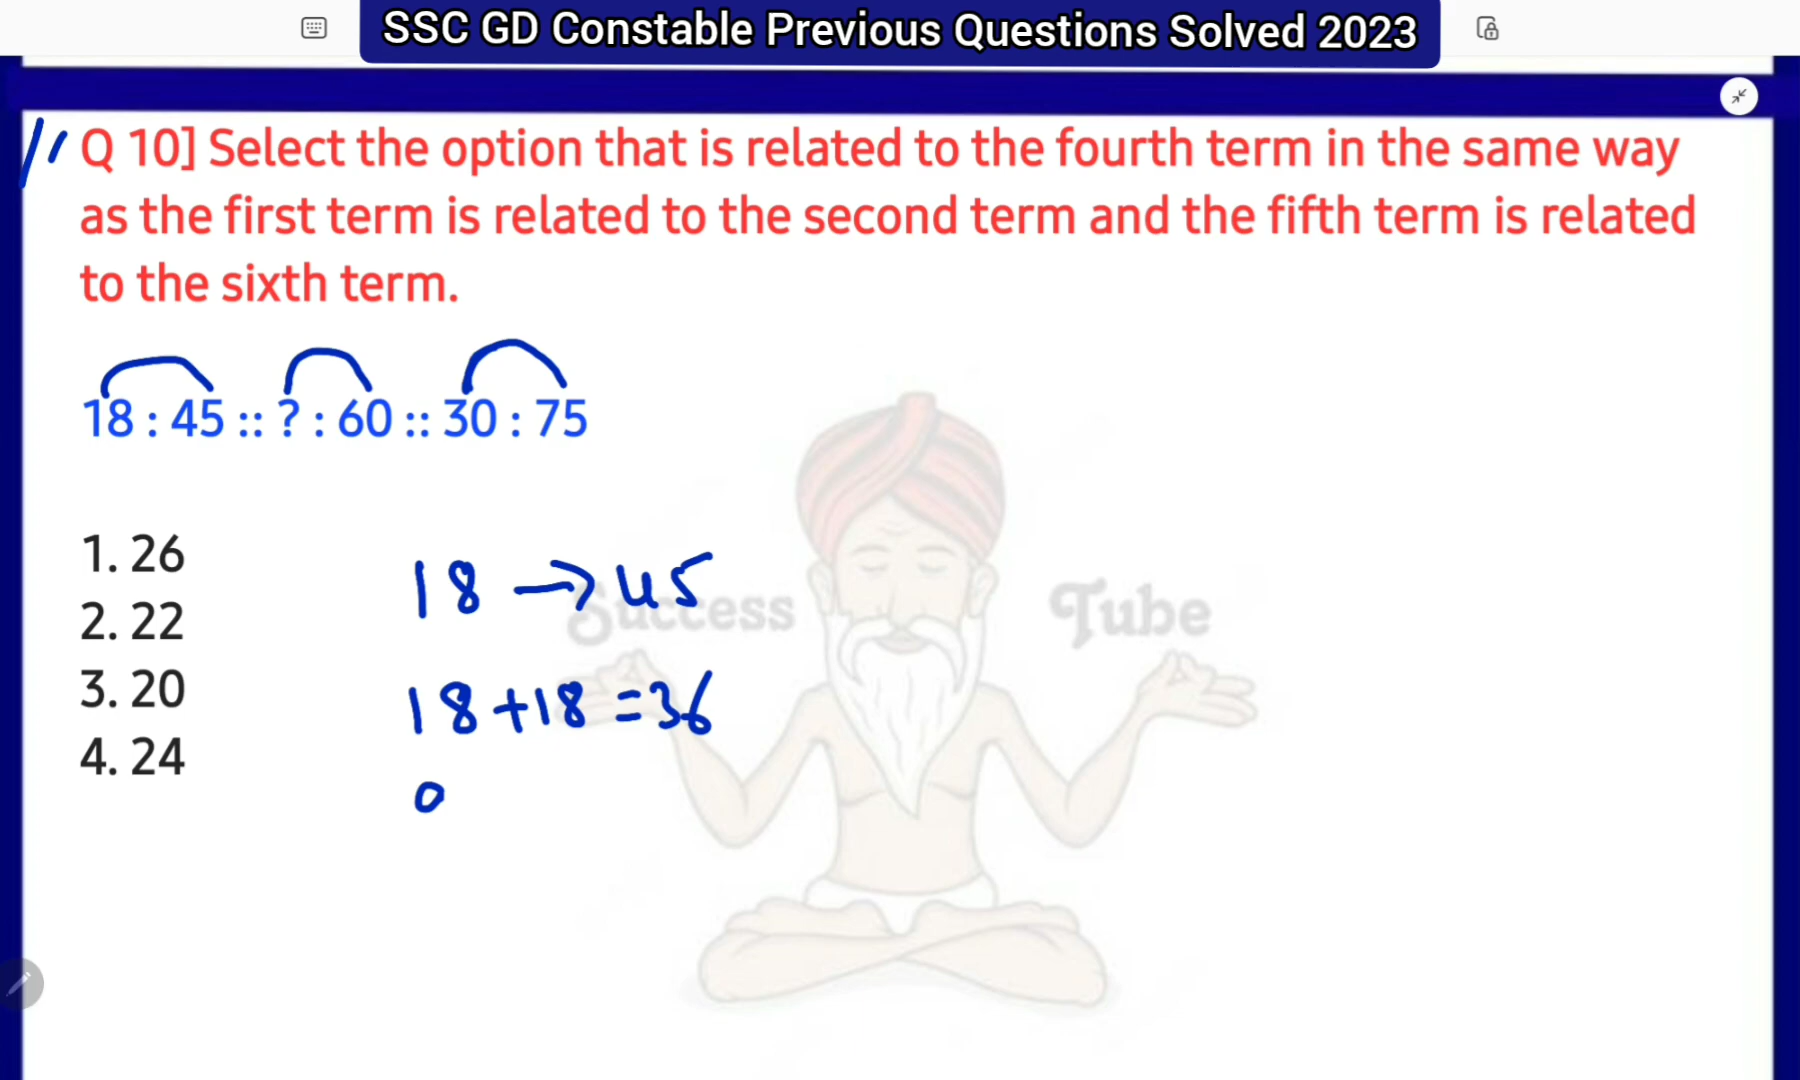 SSC GD Constable Previous Questions Solved 2023
Q 10] Select the option that is related to the fourth term in the same way
as the first term is related to the second term and the fifth term is related
to the sixth term.
18 : 45 :: ? : 60 :: 30 : 75
1. 26
2. 22
3. 20
4. 24
18 → 45
18 + 18 = 36
0
Success Tube